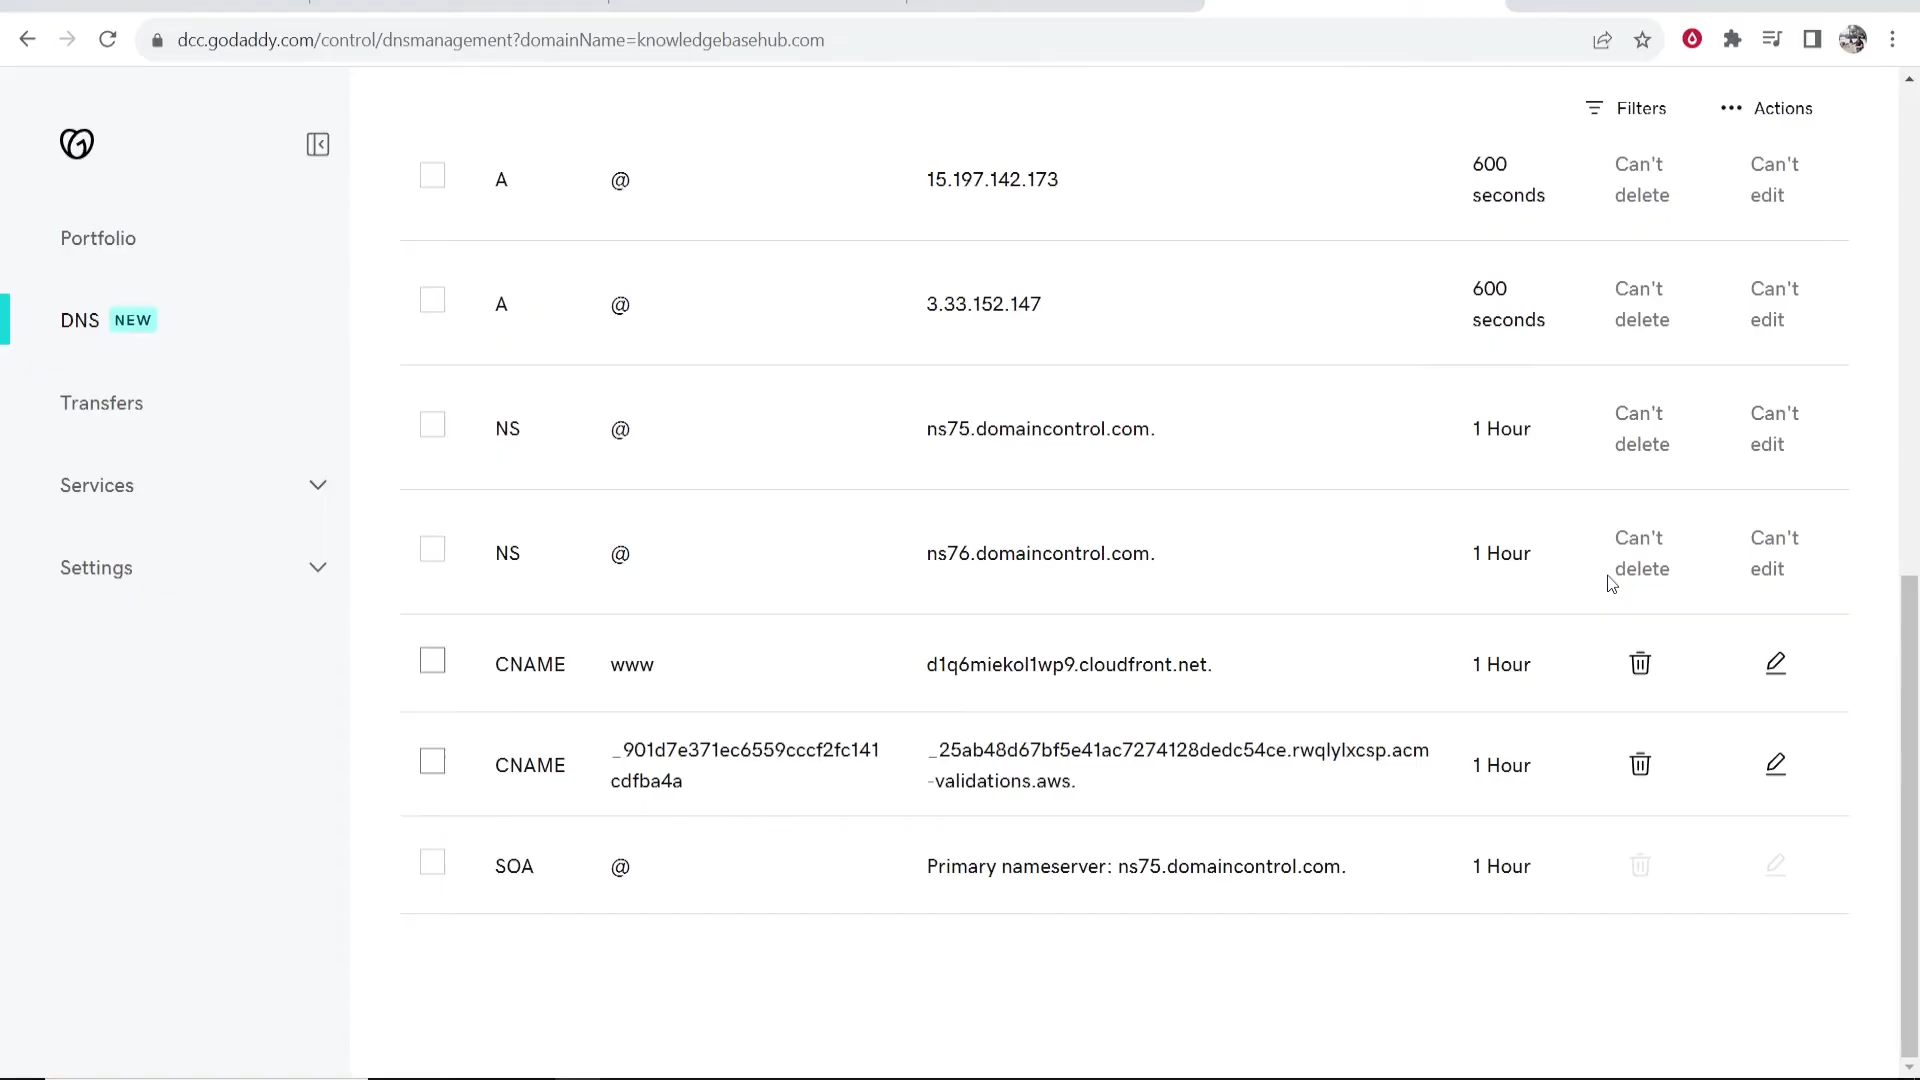 dcc.godaddy.com/control/dnsmanagement?domainName=knowledgebasehub.com
Filters
Actions
Portfolio
DNS NEW
Transfers
Services
Settings
A @ 15.197.142.173 600 seconds Can't delete Can't edit
A @ 3.33.152.147 600 seconds Can't delete Can't edit
NS @ ns75.domaincontrol.com. 1 Hour Can't delete Can't edit
NS @ ns76.domaincontrol.com. 1 Hour Can't delete Can't edit
CNAME www d1q6miekol1wp9.cloudfront.net. 1 Hour
CNAME _901d7e371ec6559cccf2fc141 _25ab48d67bf5e41ac7274128dedc54ce.rwqlylxcsp.acm 1 Hour
cdfba4a -validations.aws.
SOA @ Primary nameserver: ns75.domaincontrol.com. 1 Hour